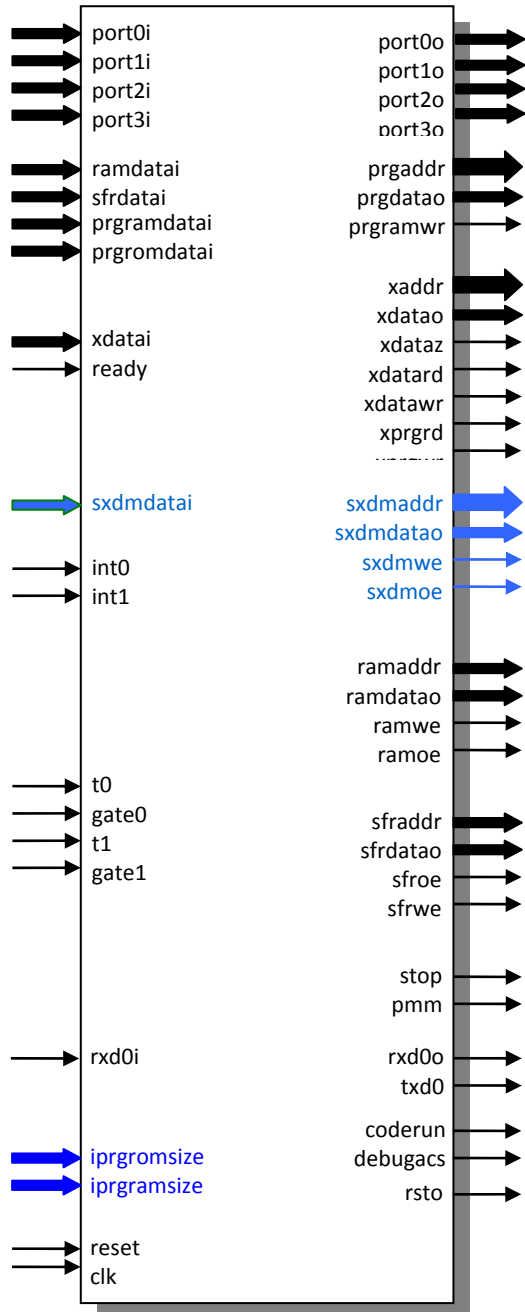 port0i
port1i
port2i
port3i
ramdatai
sfrdatai
prgramdatai
prgromdatai
xdatai
ready
sxdmdatai
int0
int1
t0
gate0
t1
gate1
rxd0i
iprgromsize
iprgramsize
reset
clk
port0o
port1o
port2o
port3o
prgaddr
prgdatao
prgramwr
xaddr
xdatao
xdataz
xdatard
xdatawr
xprgrd
xprgwr
sxdmaddr
sxdmdatao
sxdmwe
sxdmoe
ramaddr
ramdatao
ramwe
ramoe
sfraddr
sfrdatao
sfroe
sfrwe
stop
pmm
rxd0o
txd0
coderun
debugacs
rsto